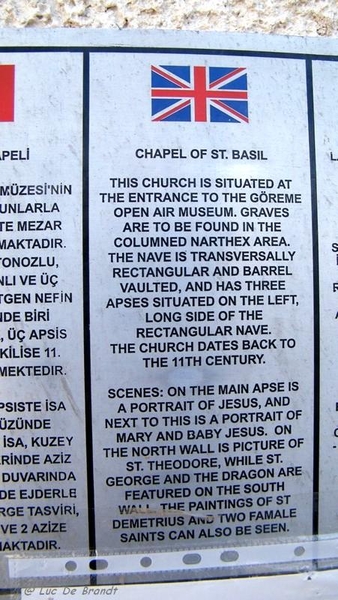 APELİ
MÜZESİ'NİN
UNLARLA
TE MEZAR
MAKTADIR.
TONOZLU,
NLI VE ÜÇ
TGEN NEFİN
NDE BİRİ
, ÜÇ APSİS
KİLİSE 11.
MEKTEDİR.
APSISTE İSA
YÜZÜNDE
İSA, KUZEY
ERİNDE AZİZ
DUVARINDA
DE EJDERLE
RGE TASVİRİ,
VE 2 AZİZE
MAKTADIR.
CHAPEL OF ST. BASIL
THIS CHURCH IS SITUATED AT
THE ENTRANCE TO THE GÖREME
OPEN AIR MUSEUM. GRAVES
ARE TO BE FOUND IN THE
COLUMNED NARTHEX AREA.
THE NAVE IS TRANSVERSALLY
RECTANGULAR AND BARREL
VAULTED, AND HAS THREE
APSES SITUATED ON THE LEFT,
LONG SIDE OF THE
RECTANGULAR NAVE.
THE CHURCH DATES BACK TO
THE 11TH CENTURY.
SCENES: ON THE MAIN APSE IS
A PORTRAIT OF JESUS, AND
NEXT TO THIS IS A PORTRAIT OF
MARY AND BABY JESUS. ON
THE NORTH WALL IS PICTURE OF
ST. THEODORE, WHILE ST.
GEORGE AND THE DRAGON ARE
FEATURED ON THE SOUTH
WALL. THE PAINTINGS OF ST
DEMETRIUS AND TWO FAMALE
SAINTS CAN ALSO BE SEEN.
@ Luc De Brandt